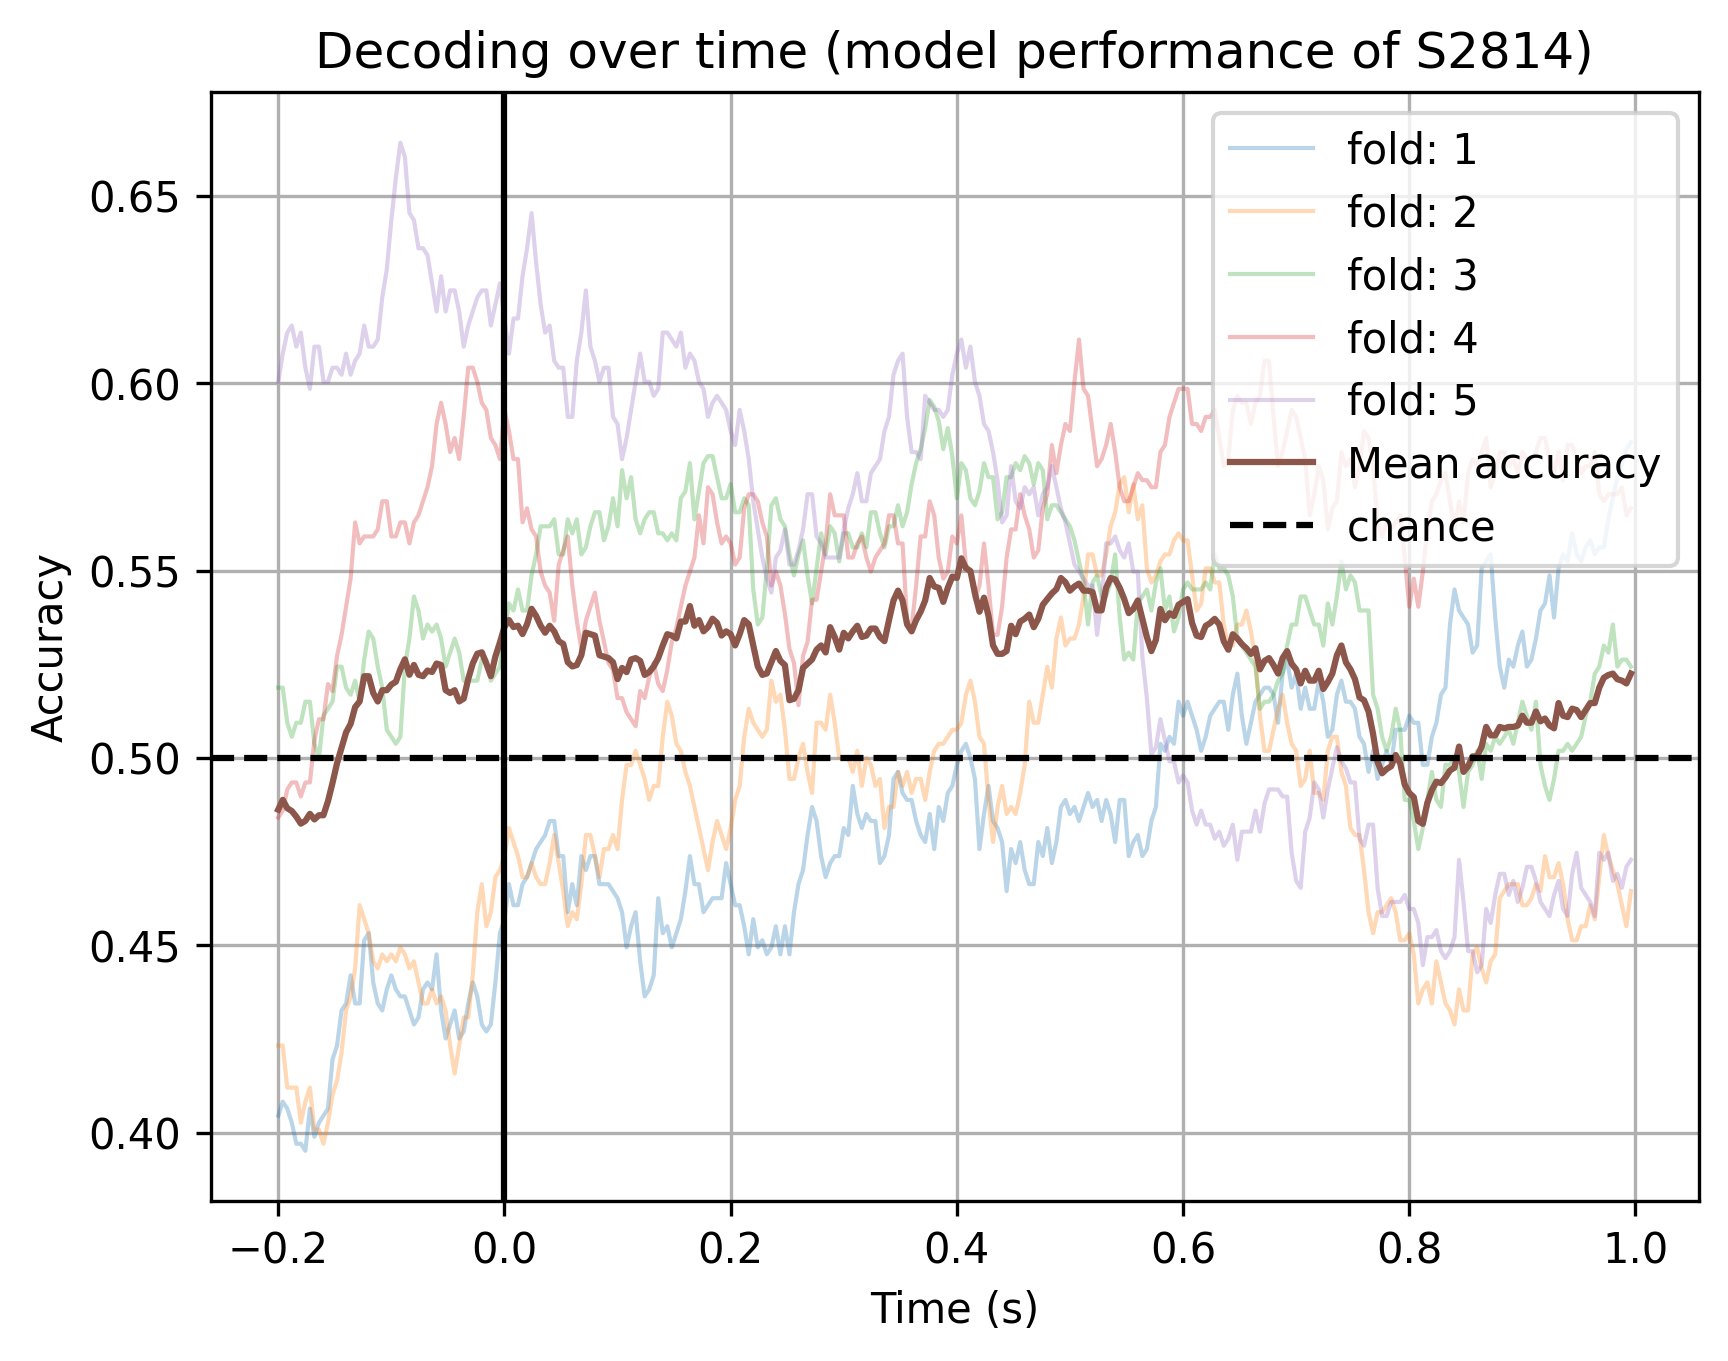 Decoding over time (model performance of S2814)
fold: 1
fold: 2
fold: 3
fold: 4
fold: 5
Mean accuracy
chance
Accuracy
0.65
0.60
0.55
0.50
0.45
0.40
−0.2 0.0 0.2 0.4 0.6 0.8 1.0
Time (s)